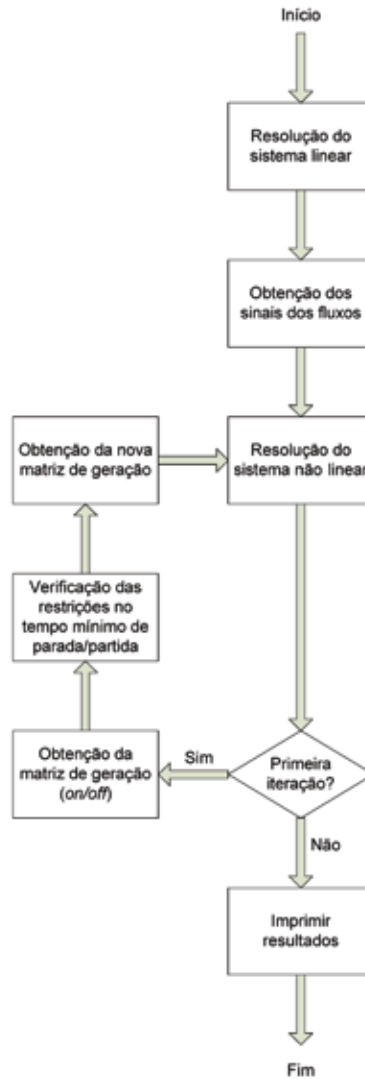 Início
Resolução do
sistema linear
Obtenção dos
sinais dos fluxos
Obtenção da nova
matriz de geração
Resolução do
sistema não linear
Verificação das
restrições no
tempo mínimo de
parada/partida
Obtenção da
matriz de geração
(on/off)
Sim
Primeira
iteração?
Não
Imprimir
resultados
Fim